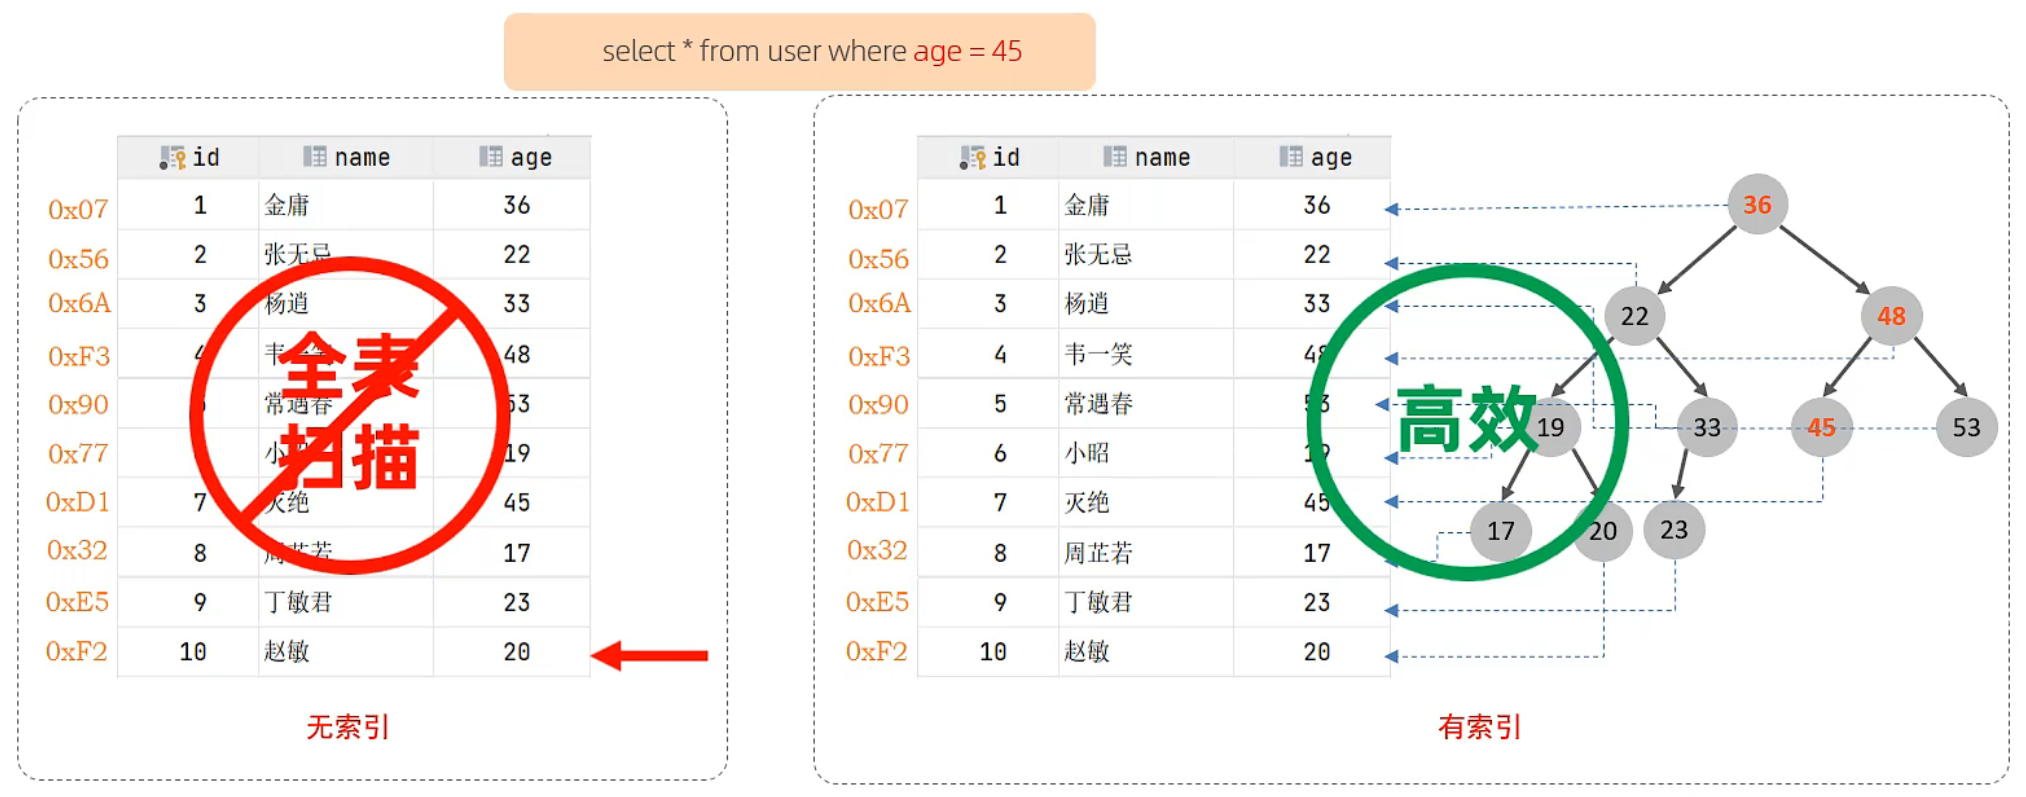 select * from user where age = 45
id name age
0x07 1 金庸 36
0x56 2 张无忌 22
0x6A 3 杨逍 33
0xF3 4 韦一笑 48
0x90 5 常遇春 53
0x77 6 小昭 19
0xD1 7 灭绝 45
0x32 8 周芷若 17
0xE5 9 丁敏君 23
0xF2 10 赵敏 20
全表
扫描
无索引
id name age
0x07 1 金庸 36
0x56 2 张无忌 22
0x6A 3 杨逍 33
0xF3 4 韦一笑 48
0x90 5 常遇春 53
0x77 6 小昭 19
0xD1 7 灭绝 45
0x32 8 周芷若 17
0xE5 9 丁敏君 23
0xF2 10 赵敏 20
高效
36
22 48
19 33 45 53
17 20 23
有索引